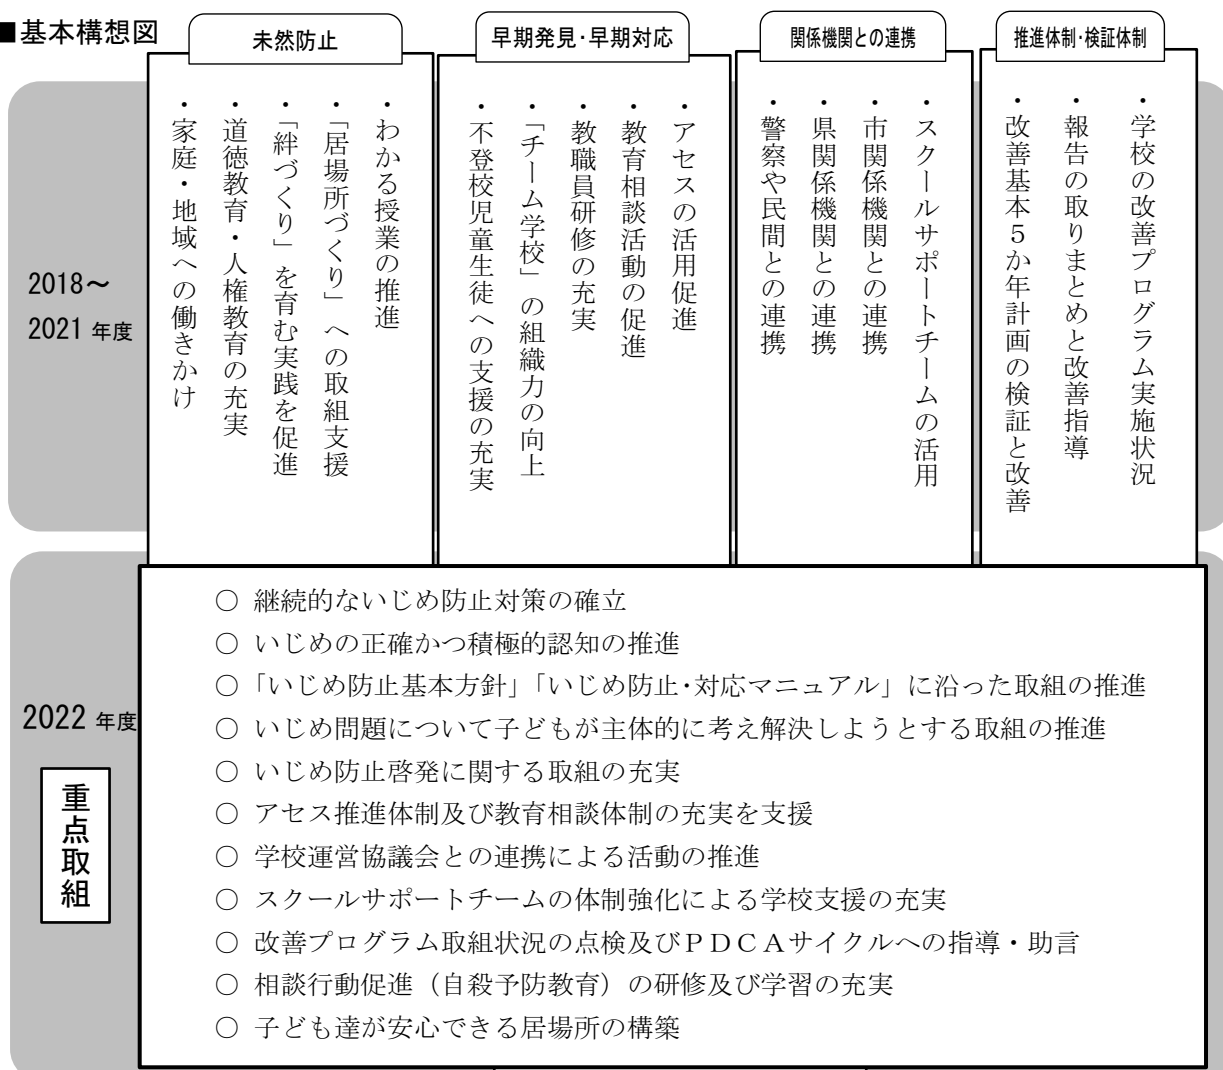 ■基本構想図
未然防止
早期発見・早期対応
関係機関との連携
推進体制・検証体制
2018～
2021 年度
・わかる授業の推進
・「居場所づくり」への取組支援
・「絆づくり」を育む実践を促進
・道徳教育・人権教育の充実
・家庭・地域への働きかけ
・アセスの活用促進
・教育相談活動の促進
・教職員研修の充実
・「チーム学校」の組織力の向上
・不登校児童生徒への支援の充実
・スクールサポートチームの活用
・市関係機関との連携
・県関係機関との連携
・警察や民間との連携
・学校の改善プログラム実施状況
・報告の取りまとめと改善指導
・改善基本５か年計画の検証と改善
2022 年度
重点取組
○ 継続的ないじめ防止対策の確立
○ いじめの正確かつ積極的認知の推進
○「いじめ防止基本方針」「いじめ防止・対応マニュアル」に沿った取組の推進
○ いじめ問題について子どもが主体的に考え解決しようとする取組の推進
○ いじめ防止啓発に関する取組の充実
○ アセス推進体制及び教育相談体制の充実を支援
○ 学校運営協議会との連携による活動の推進
○ スクールサポートチームの体制強化による学校支援の充実
○ 改善プログラム取組状況の点検及びＰＤＣＡサイクルへの指導・助言
○ 相談行動促進（自殺予防教育）の研修及び学習の充実
○ 子ども達が安心できる居場所の構築